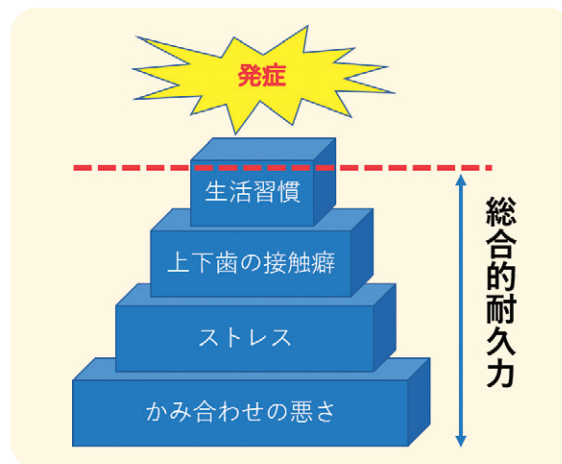 発症
生活習慣
上下歯の接触癖
ストレス
かみ合わせの悪さ
総合的耐久力